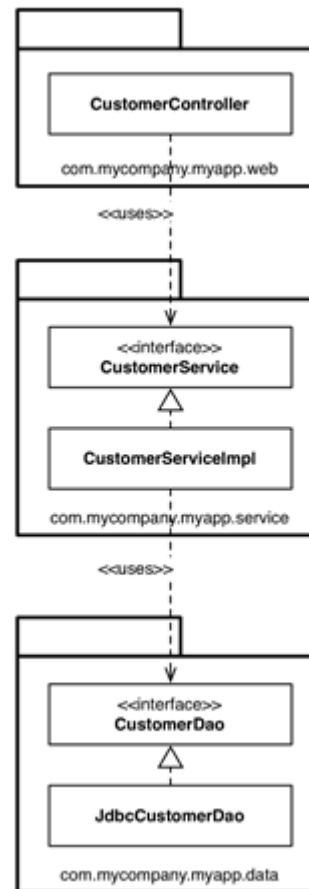 CustomerController
com.mycompany.myapp.web
<<uses>>
<<interface>>
CustomerService
CustomerServiceImpl
com.mycompany.myapp.service
<<uses>>
<<interface>>
CustomerDao
JdbcCustomerDao
com.mycompany.myapp.data